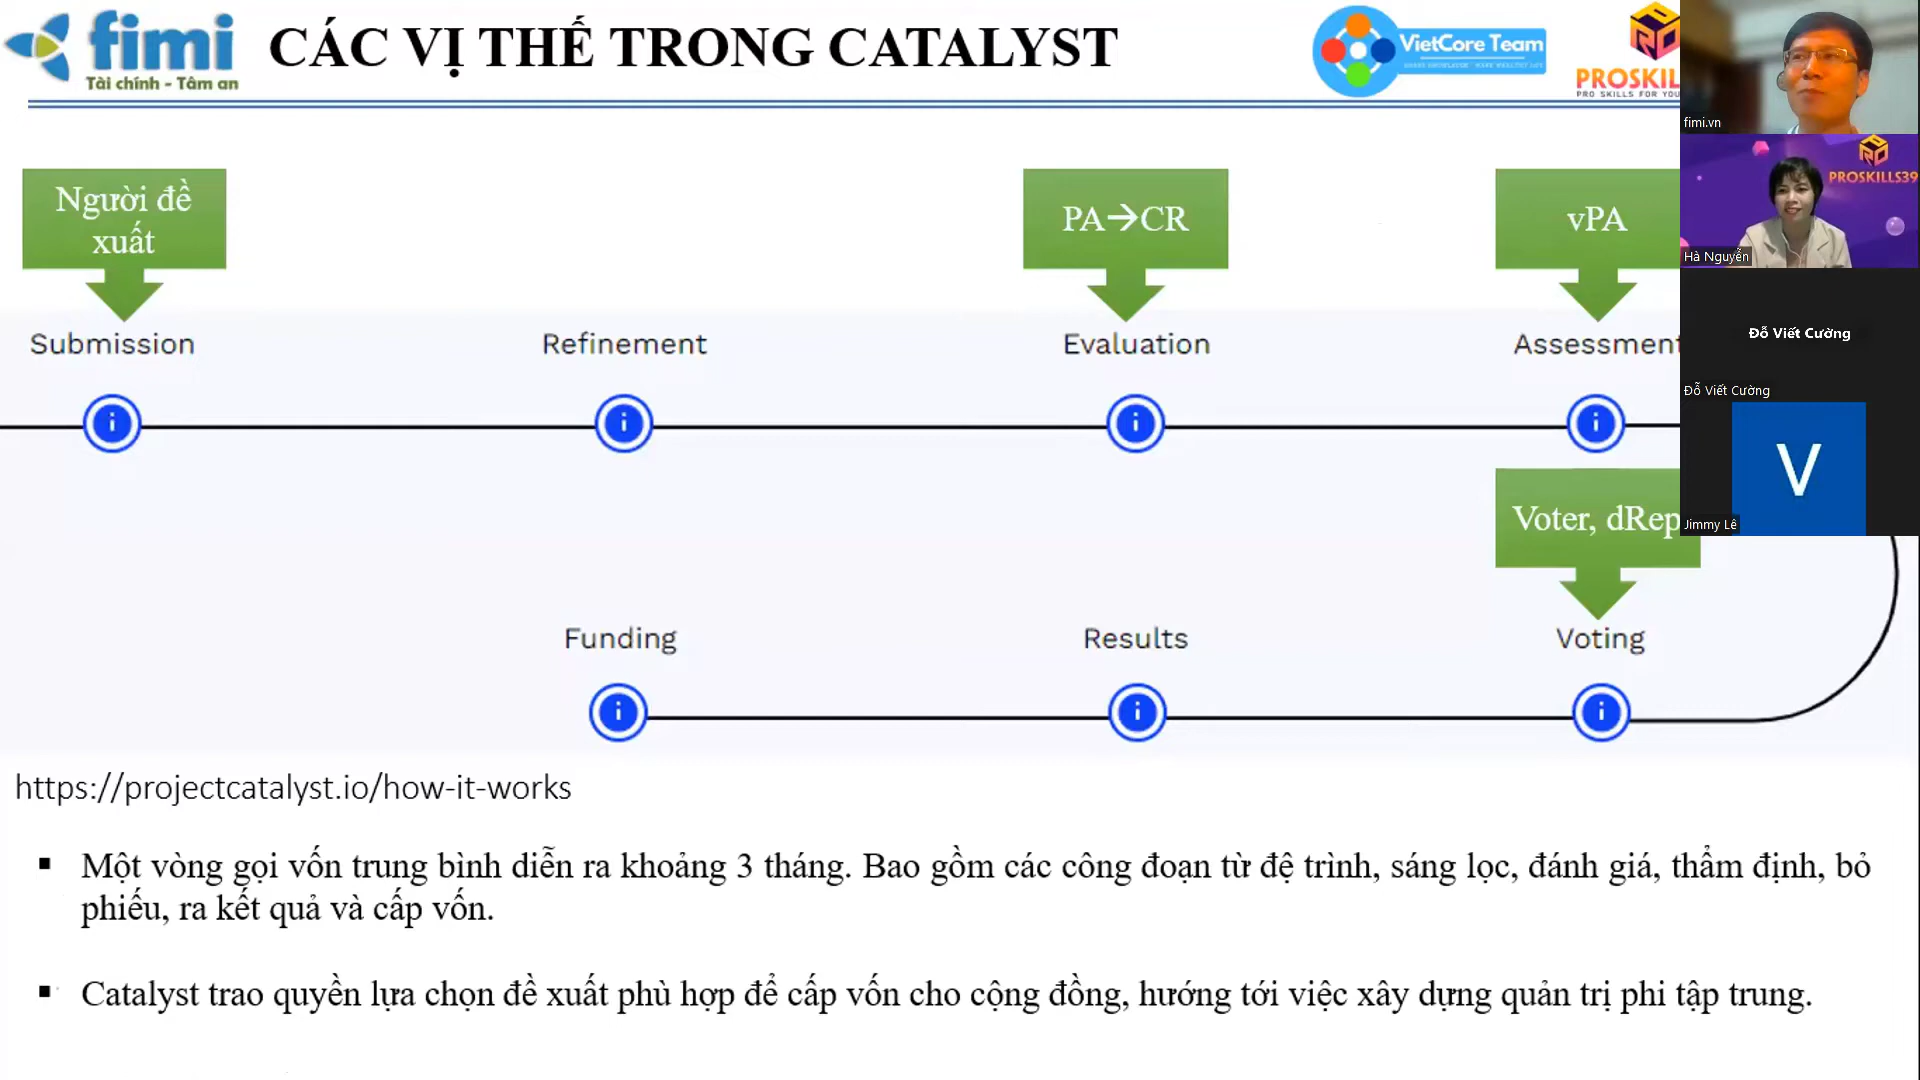 fimi
Tài chính - Tâm an
CÁC VỊ THẾ TRONG CATALYST
VietCore Team
PROSKIL
PRO SKILLS FOR YOU
fimi.vn
PROSKILLS39
Hà Nguyễn
Đỗ Viết Cường
Đỗ Viết Cường
V
Jimmy Lê
Người đề
xuất
PA→CR
vPA
Submission
Refinement
Evaluation
Assessment
Voter, dRep
Funding
Results
Voting
https://projectcatalyst.io/how-it-works
▪ Một vòng gọi vốn trung bình diễn ra khoảng 3 tháng. Bao gồm các công đoạn từ đệ trình, sáng lọc, đánh giá, thẩm định, bỏ
phiếu, ra kết quả và cấp vốn.
▪ Catalyst trao quyền lựa chọn đề xuất phù hợp để cấp vốn cho cộng đồng, hướng tới việc xây dựng quản trị phi tập trung.